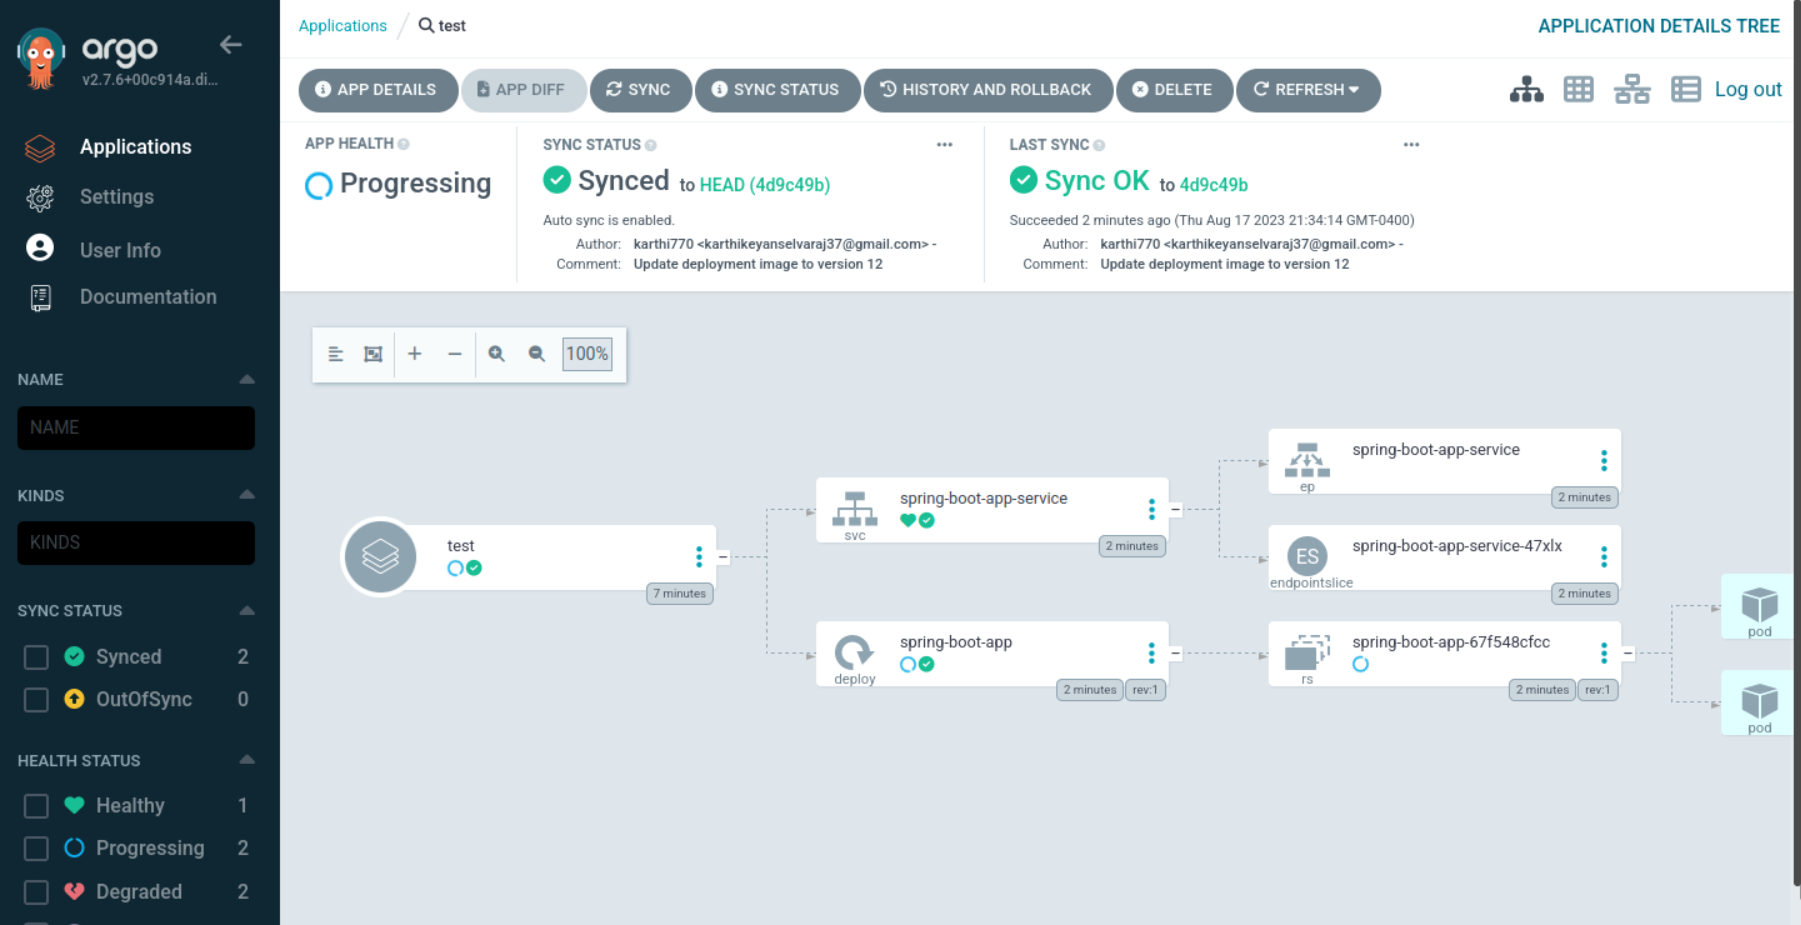 argo
v2.7.6+00c914a.di...
Applications
Settings
User Info
Documentation
NAME
NAME
KINDS
KINDS
SYNC STATUS
Synced 2
OutOfSync 0
HEALTH STATUS
Healthy 1
Progressing 2
Degraded 2
Applications / test
APPLICATION DETAILS TREE
APP DETAILS APP DIFF SYNC SYNC STATUS HISTORY AND ROLLBACK DELETE REFRESH Log out
APP HEALTH
Progressing
SYNC STATUS
Synced to HEAD (4d9c49b)
Auto sync is enabled.
Author: karthi770 <karthikeyanselvaraj37@gmail.com> -
Comment: Update deployment image to version 12
LAST SYNC
Sync OK to 4d9c49b
Succeeded 2 minutes ago (Thu Aug 17 2023 21:34:14 GMT-0400)
Author: karthi770 <karthikeyanselvaraj37@gmail.com> -
Comment: Update deployment image to version 12
100%
test
7 minutes
spring-boot-app-service
svc
2 minutes
spring-boot-app
deploy
2 minutes rev:1
spring-boot-app-service
ep
2 minutes
ES
spring-boot-app-service-47xlx
endpointslice
2 minutes
spring-boot-app-67f548cfcc
rs
2 minutes rev:1
pod
pod